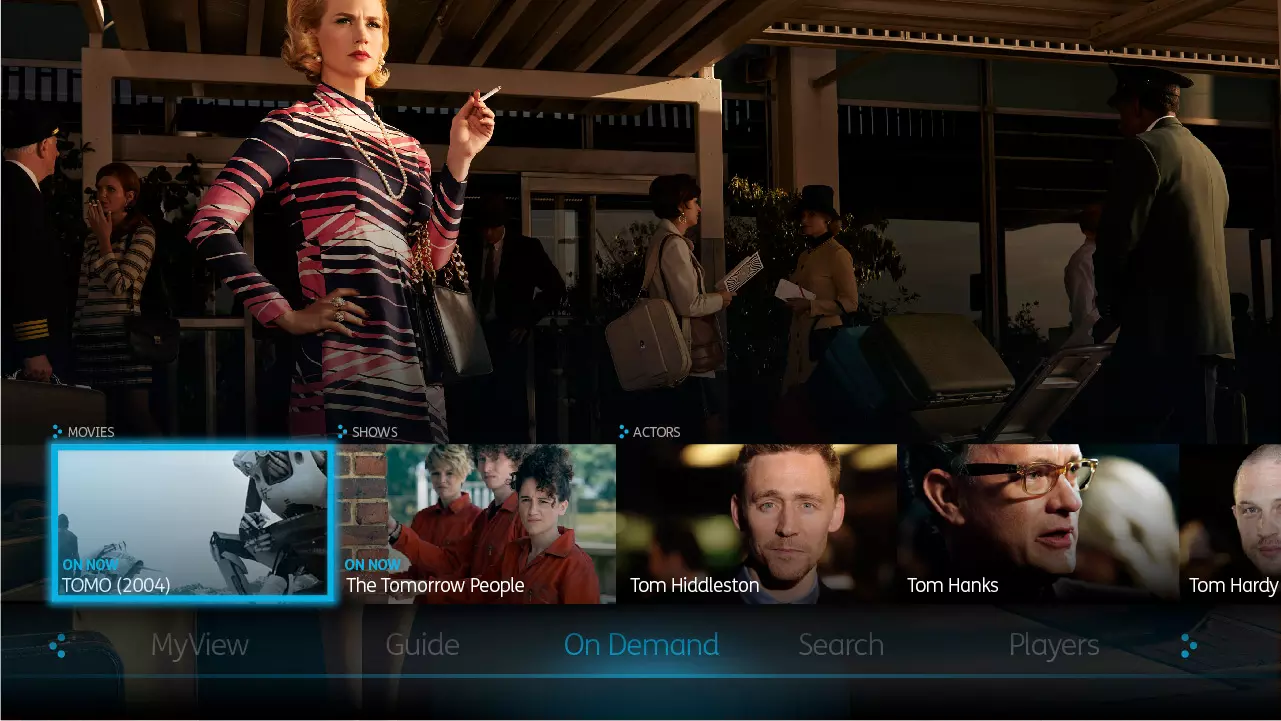 MOVIES
SHOWS
ACTORS
ON NOW
TOMO (2004)
ON NOW
The Tomorrow People
Tom Hiddleston
Tom Hanks
Tom Hardy
MyView
Guide
On Demand
Search
Players